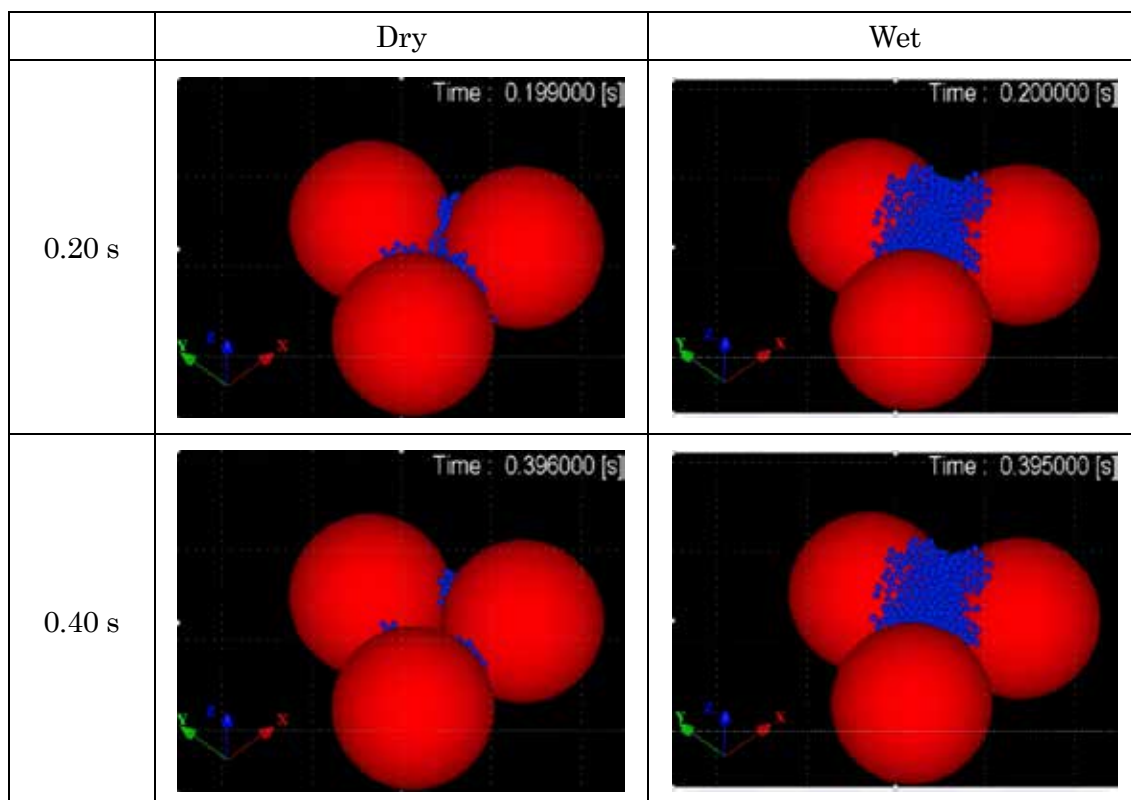 Dry Wet
0.20 s
Time : 0.199000 [s]
Z
Y X
Time : 0.200000 [s]
Z
Y X
0.40 s
Time : 0.396000 [s]
Z
Y X
Time : 0.395000 [s]
Z
Y X